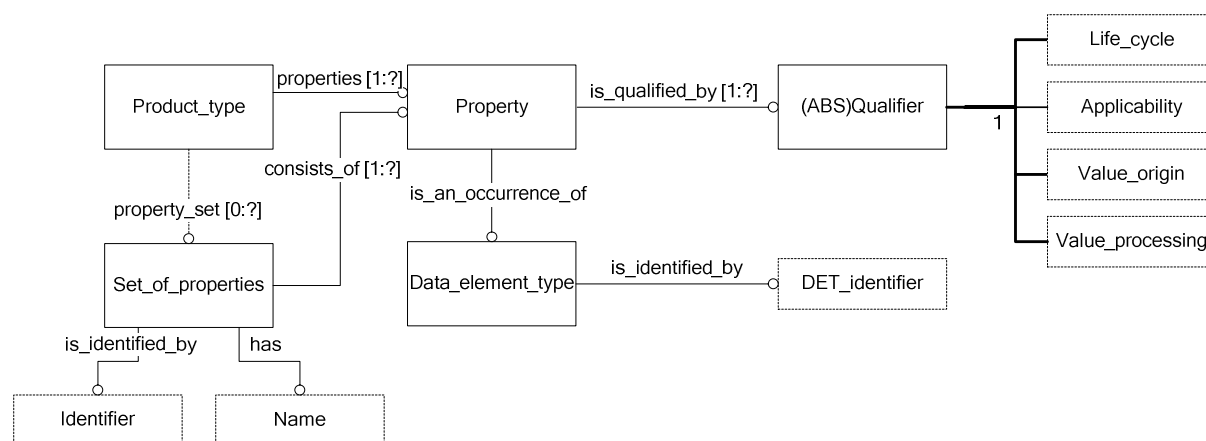 Life_cycle
properties [1:?]
is_qualified_by [1:?]
Product_type
Property
(ABS)Qualifier
Applicability
1
consists_of [1:?]
Value_origin
is_an_occurrence_of
property_set [0:?]
Value_processing
is_identified_by
Set_of_properties
Data_element_type
DET_identifier
is_identified_by
has
Identifier
Name